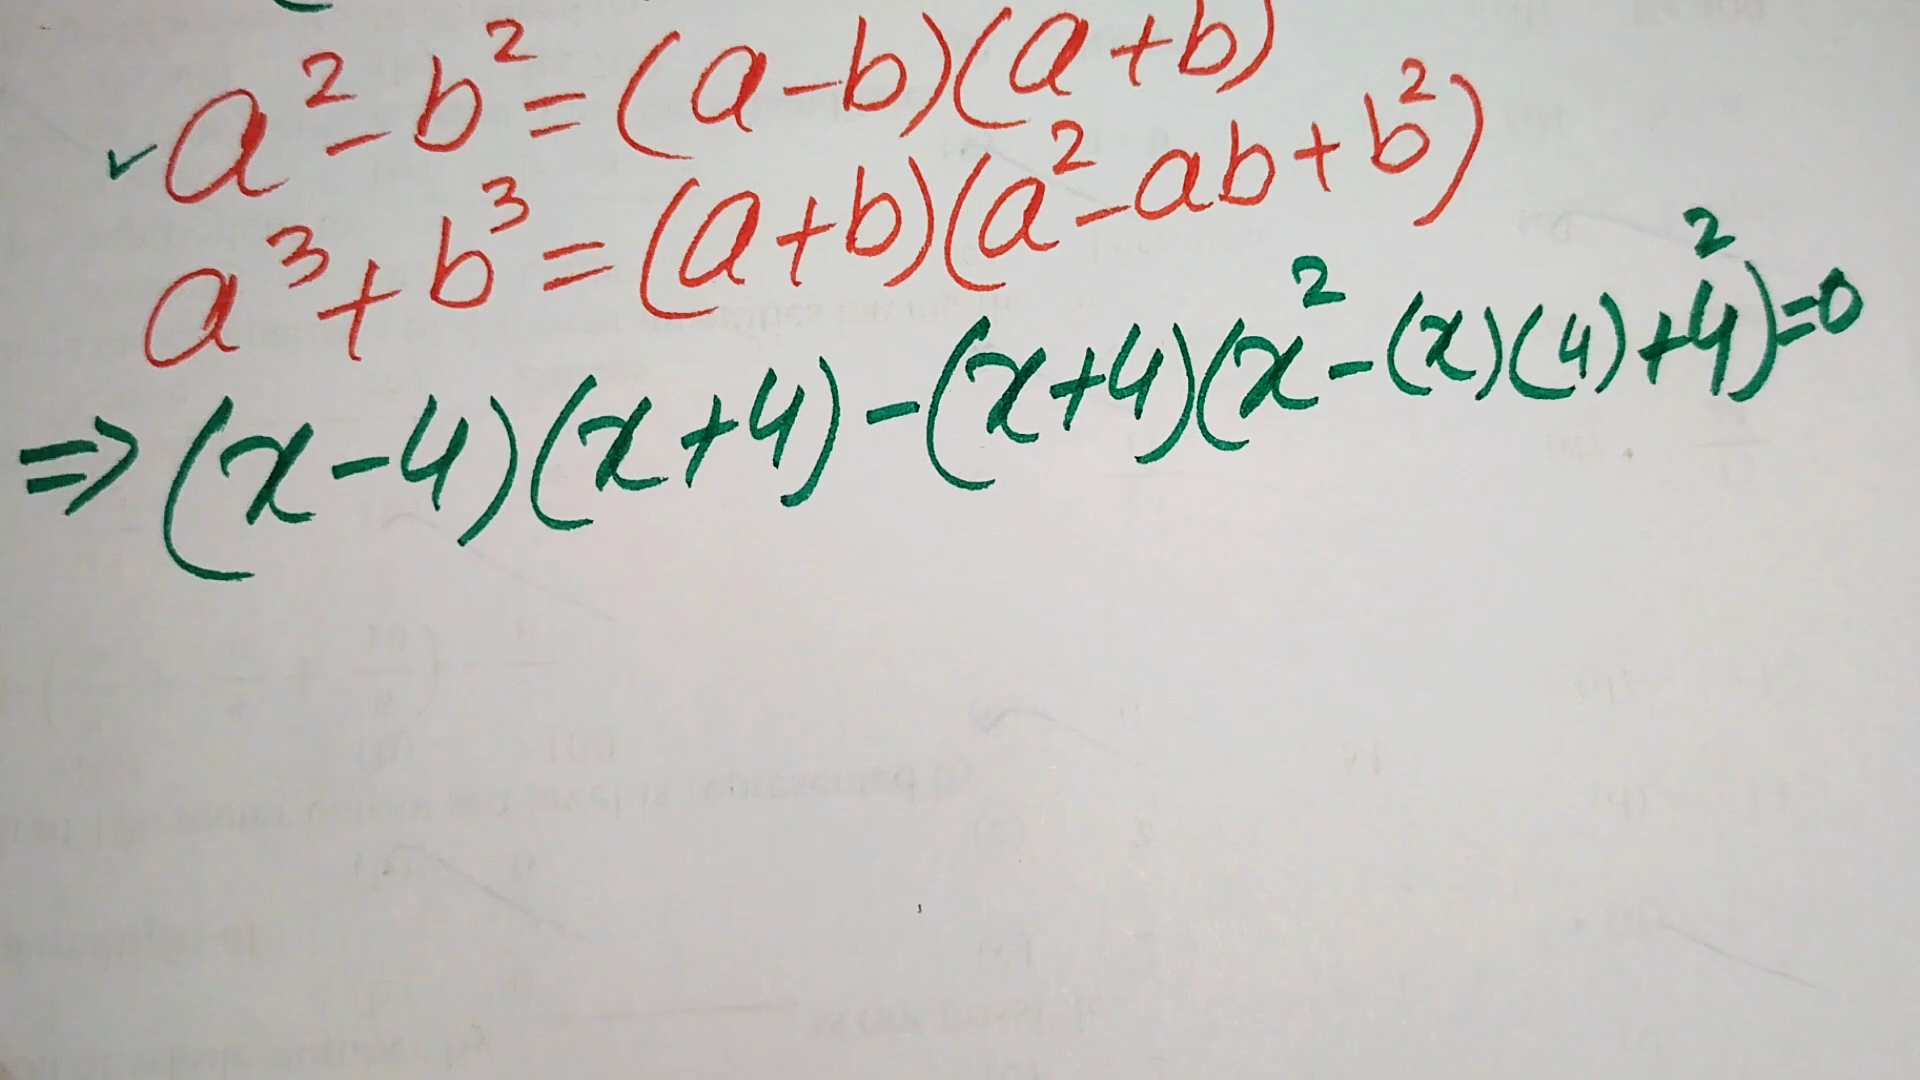 ✓ a² - b² = (a-b)(a+b)
a³ + b³ = (a+b)(a² - ab + b²)
⇒ (x-4)(x+4) - (x+4)(x² - (x)(4) + 4²) = 0